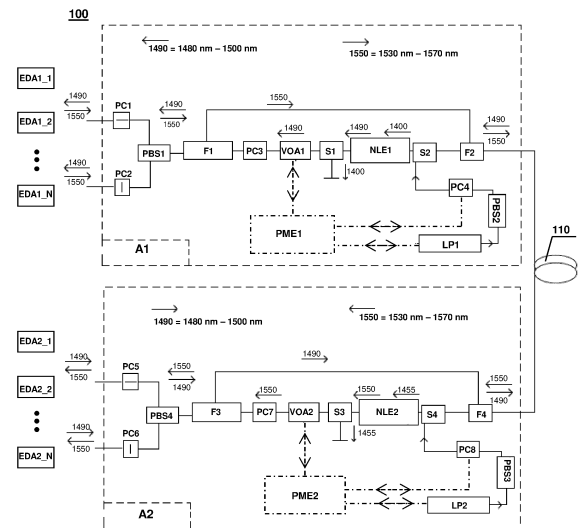 100
1490 = 1480 nm – 1500 nm
1550 = 1530 nm – 1570 nm
EDA1_1
1490
1550
EDA1_2
PC1
1490
1550
1550
1490
1550
PBS1
F1
PC3
1490
VOA1
S1
1490
1400
NLE1
S2
F2
1490
1550
EDA1_N
PC2
1400
PC4
PBS2
PME1
LP1
A1
110
1490 = 1480 nm – 1500 nm
1550 = 1530 nm – 1570 nm
EDA2_1
1490
1550
EDA2_2
PC5
1550
1490
1490
1550
1490
PBS4
F3
1550
PC7
VOA2
S3
1550
1455
NLE2
S4
F4
1490
1550
EDA2_N
PC6
1455
PC8
PBS3
PME2
LP2
A2